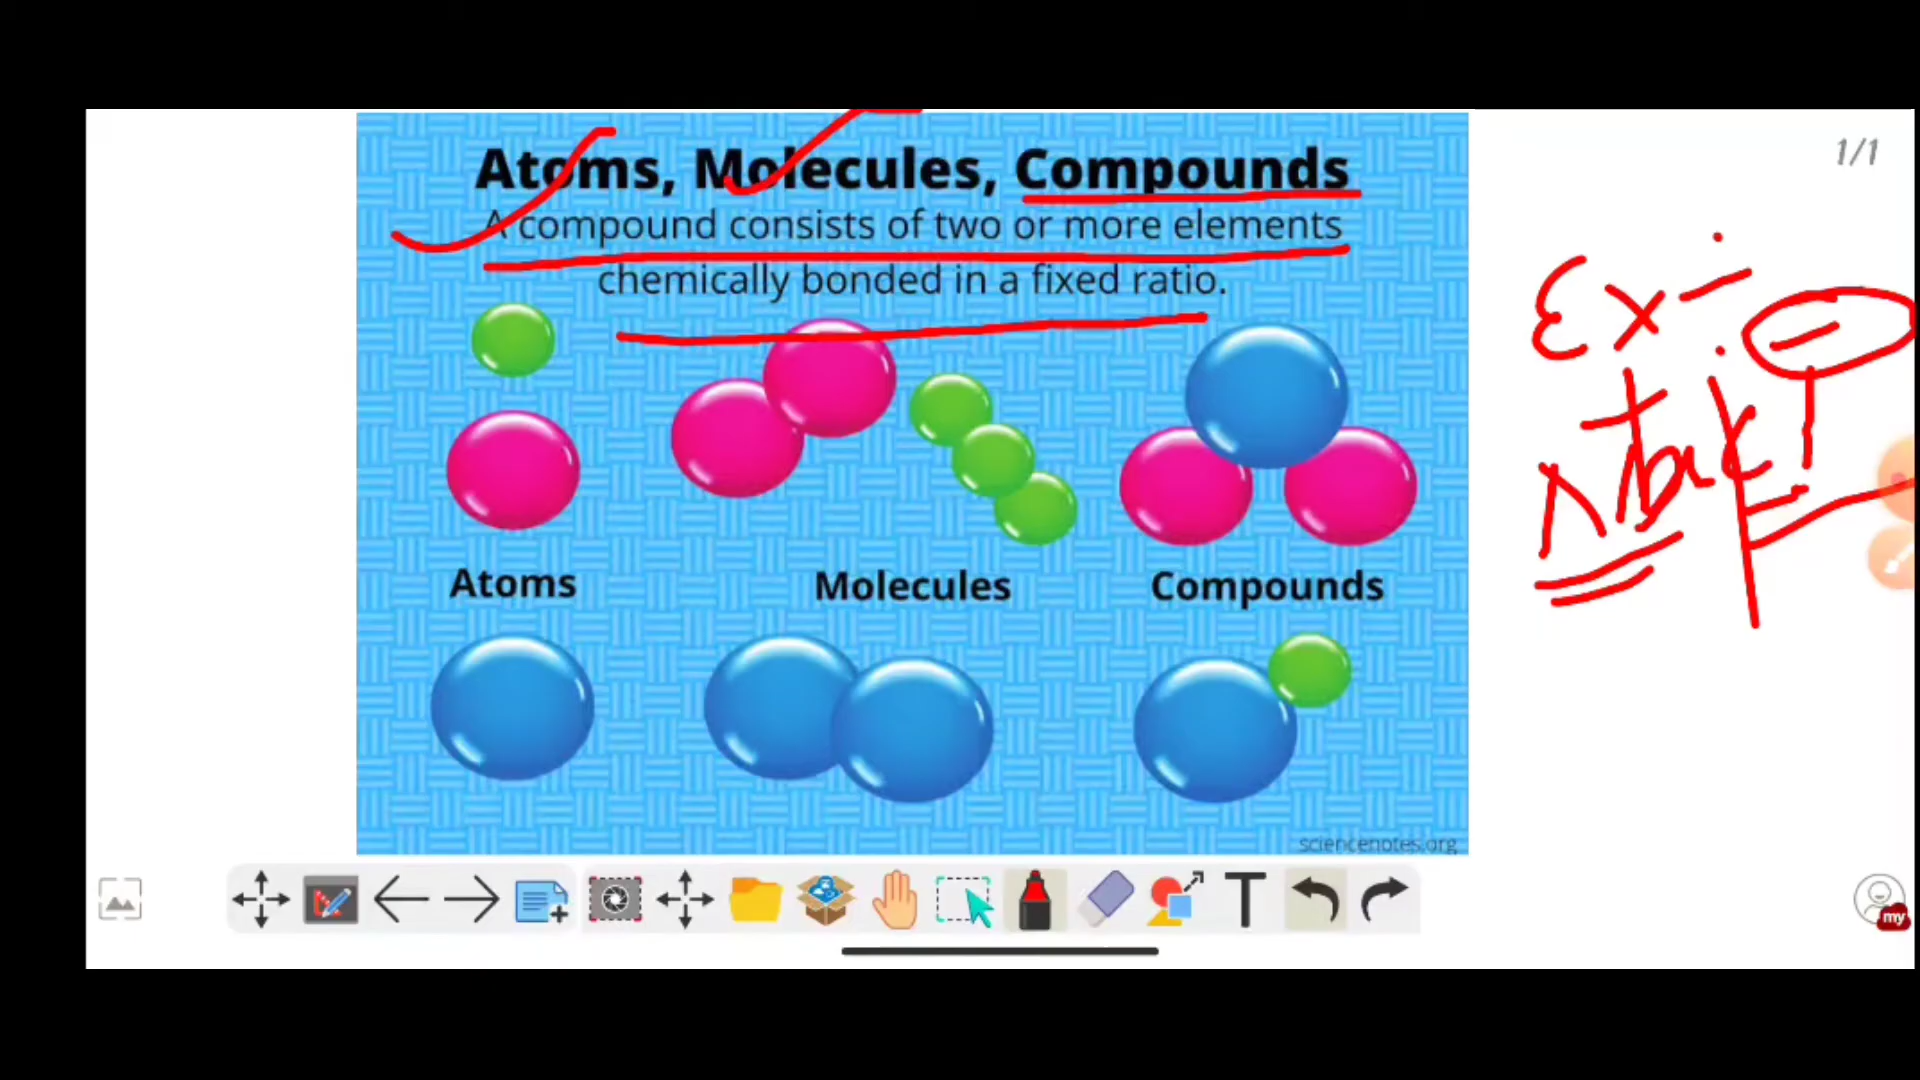 1/1
Atoms, Molecules, Compounds
A compound consists of two or more elements
chemically bonded in a fixed ratio.
Ex
Atoms
Molecules
Compounds
sciencenotes.org
T
my